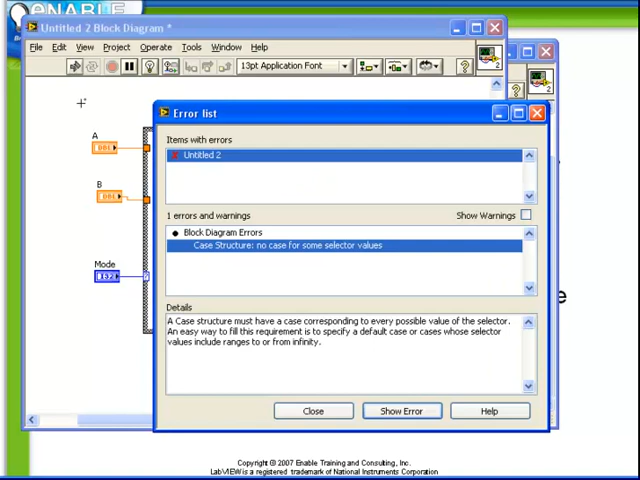 ENABLE
Untitled 2 Block Diagram *
File Edit View Project Operate Tools Window Help
13pt Application Font
2
2
A
DBL
B
DBL
Mode
I32
Error list
Items with errors
Untitled 2
1 errors and warnings
Show Warnings
Block Diagram Errors
Case Structure: no case for some selector values
Details
A Case structure must have a case corresponding to every possible value of the selector.
An easy way to fill this requirement is to specify a default case or cases whose selector
values include ranges to or from infinity.
Close Show Error Help
e
Copyright © 2007 Enable Training and Consulting, Inc.
LabVIEW is a registered trademark of National Instruments Corporation